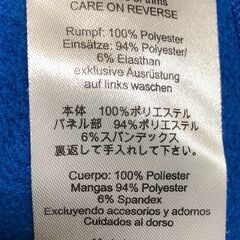 of trims
CARE ON REVERSE
Rumpf: 100% Polyester
Einsätze: 94% Polyester/
6% Elasthan
exklusive Ausrüstung
auf links waschen
本体 100%ポリエステル
パネル部 94%ポリエステル
6%スパンデックス
裏返して手入れして下さい。
Cuerpo: 100% Poliester
Mangas 94% Polyester
6% Spandex
Excluyendo accesorios y adornos
Cuidados al dorso